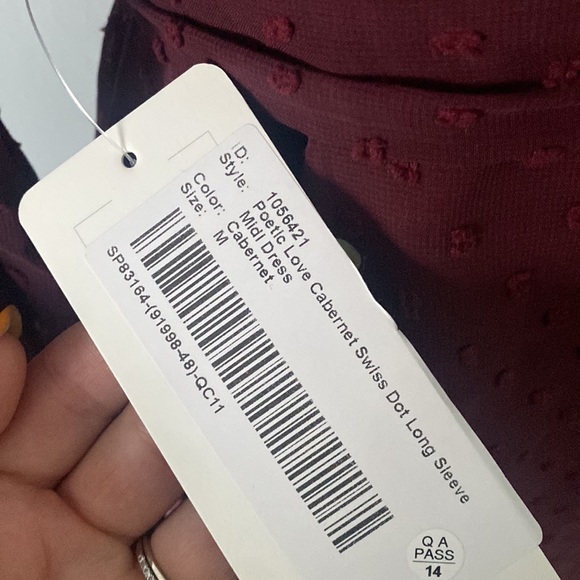 ID: 1056421
Style: Poetic Love Cabernet Swiss Dot Long Sleeve
Midi Dress
Color: Cabernet
Size: M
SP83164-(91998-48)-QC11
QA
PASS
14